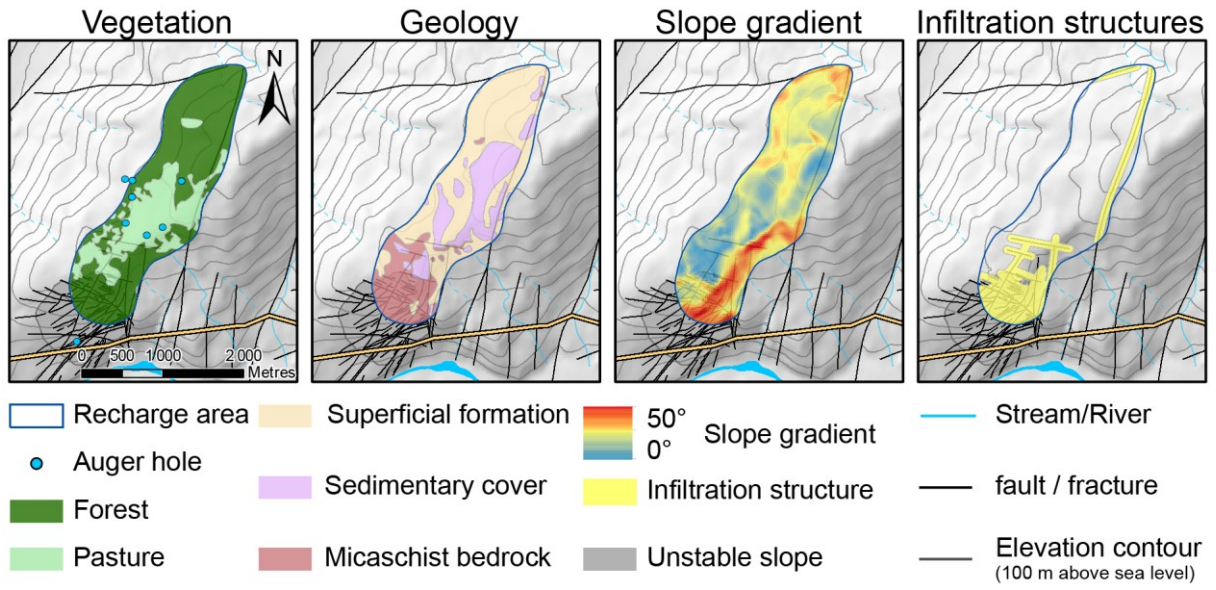 Vegetation
Geology
Slope gradient
Infiltration structures
N
0 500 1 000 2 000
Metres
Recharge area
Superficial formation
50°
0°
Slope gradient
Stream/River
Auger hole
Sedimentary cover
Infiltration structure
fault / fracture
Forest
Pasture
Micaschist bedrock
Unstable slope
Elevation contour
(100 m above sea level)